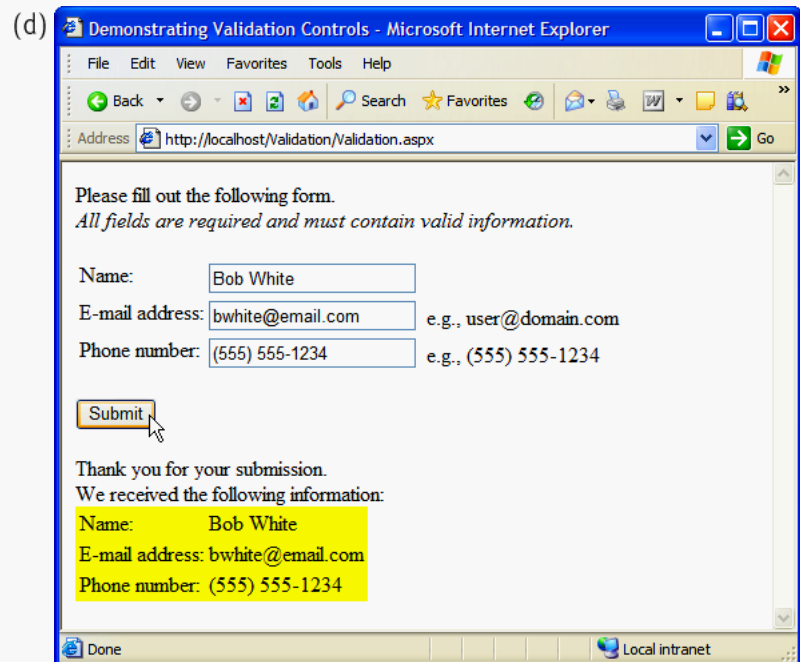 (d)
Demonstrating Validation Controls - Microsoft Internet Explorer
File Edit View Favorites Tools Help
Back Search Favorites W »
Address http://localhost/Validation/Validation.aspx Go
Please fill out the following form.
All fields are required and must contain valid information.
Name: Bob White
E-mail address: bwhite@email.com e.g., user@domain.com
Phone number: (555) 555-1234 e.g., (555) 555-1234
Submit
Thank you for your submission.
We received the following information:
Name: Bob White
E-mail address: bwhite@email.com
Phone number: (555) 555-1234
Done Local intranet